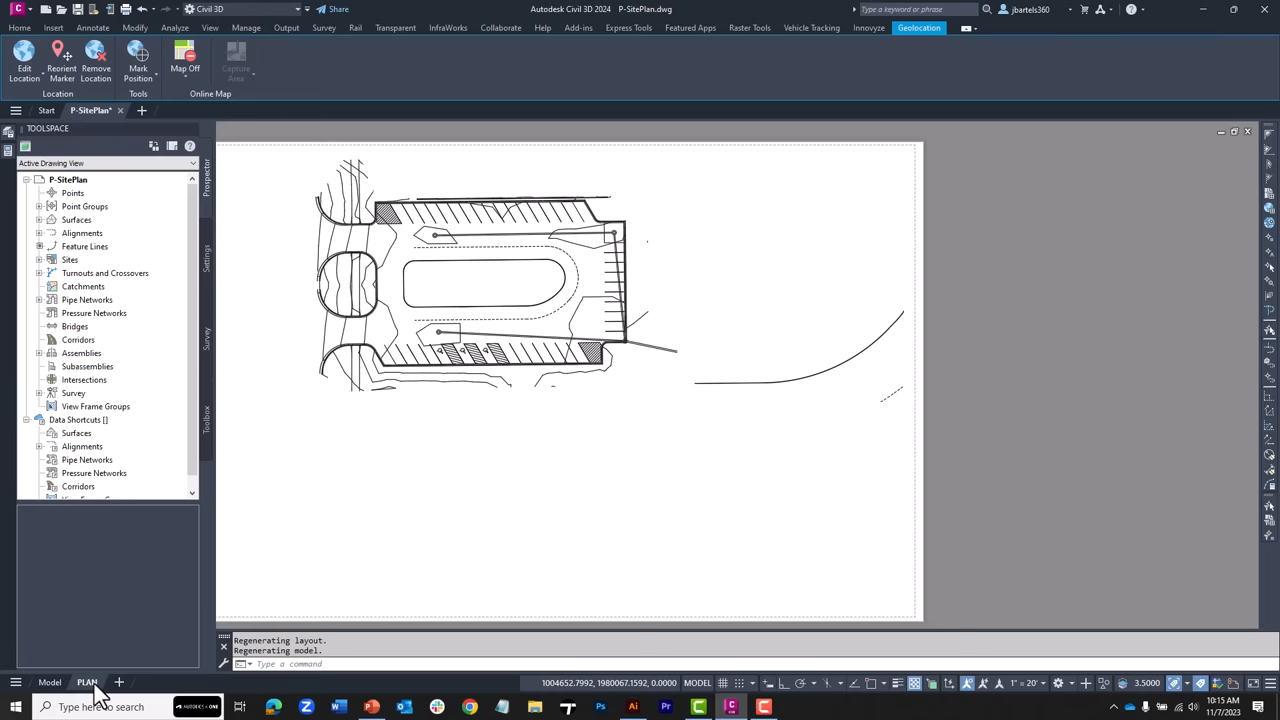 Civil 3D
Share
Autodesk Civil 3D 2024 P-SitePlan.dwg
Type a keyword or phrase
jbartels360
Home Insert Annotate Modify Analyze View Manage Output Survey Rail Transparent InfraWorks Collaborate Help Add-ins Express Tools Featured Apps Raster Tools Vehicle Tracking Innovyze Geolocation
Edit Location
Reorient Marker
Remove Location
Mark Position
Map Off
Capture Area
Location Tools Online Map
Start P-SitePlan*
TOOLSPACE
Active Drawing View
P-SitePlan
Points
Point Groups
Surfaces
Alignments
Feature Lines
Sites
Turnouts and Crossovers
Catchments
Pipe Networks
Pressure Networks
Bridges
Corridors
Assemblies
Subassemblies
Intersections
Survey
View Frame Groups
Data Shortcuts []
Surfaces
Alignments
Pipe Networks
Pressure Networks
Corridors
Prospector
Settings
Survey
Toolbox
Regenerating layout.
Regenerating model.
Type a command
Model PLAN
1004652.7992, 1980067.1592, 0.0000 MODEL
3.5000
1" = 20'
Type here to search
AUTODESK ONE
10:15 AM
11/7/2023